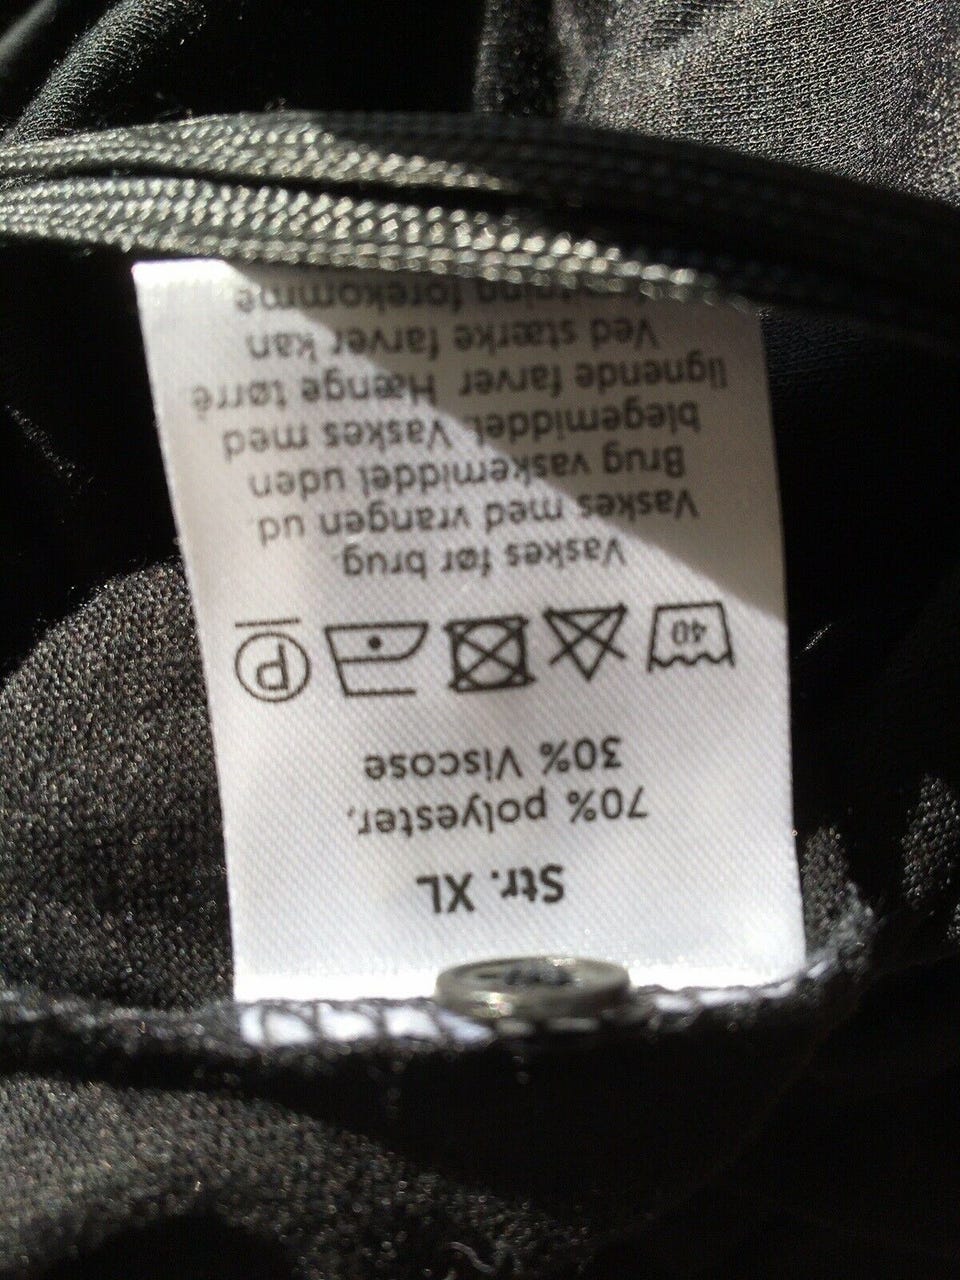 Str. XL
70% polyester,
30% Viscose
40 P
Vaskes før brug.
Vaskes med vrangen ud.
Brug vaskemiddel uden
blegemiddel. Vaskes med
lignende farver. Hænge tørre.
Ved stærke farver kan
forekomme